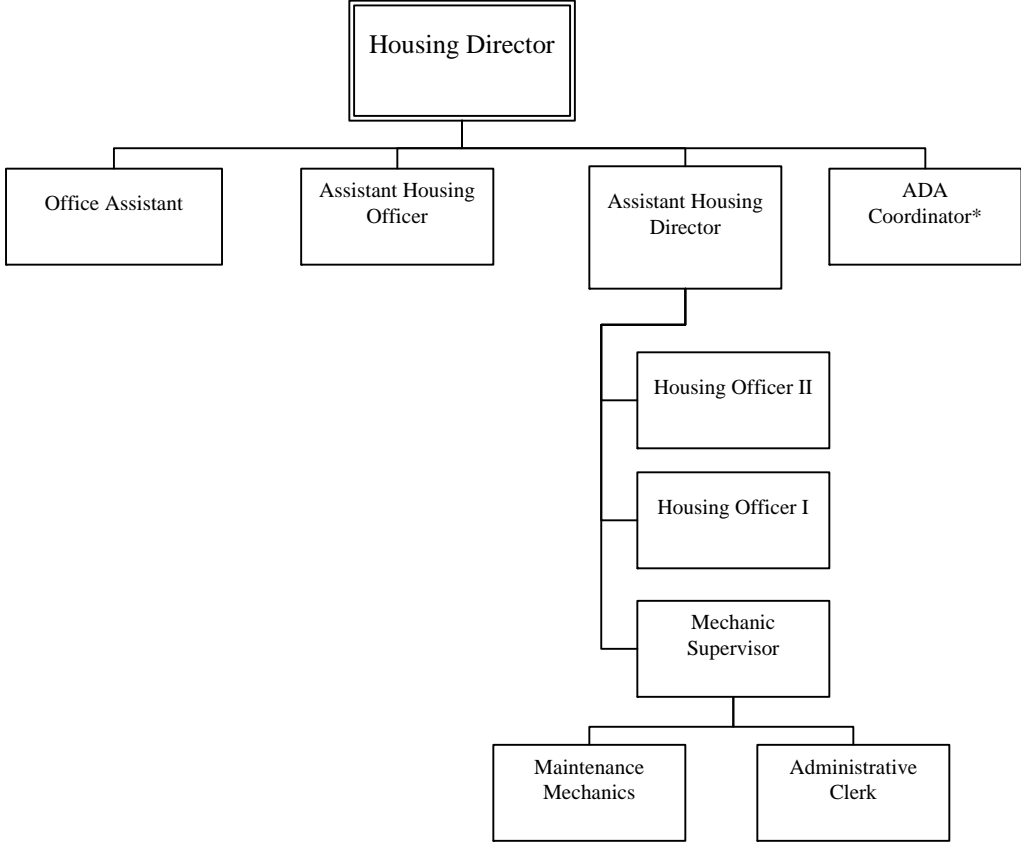 Housing Director
Office Assistant
Assistant Housing
Officer
Assistant Housing
Director
ADA
Coordinator*
Housing Officer II
Housing Officer I
Mechanic
Supervisor
Maintenance
Mechanics
Administrative
Clerk